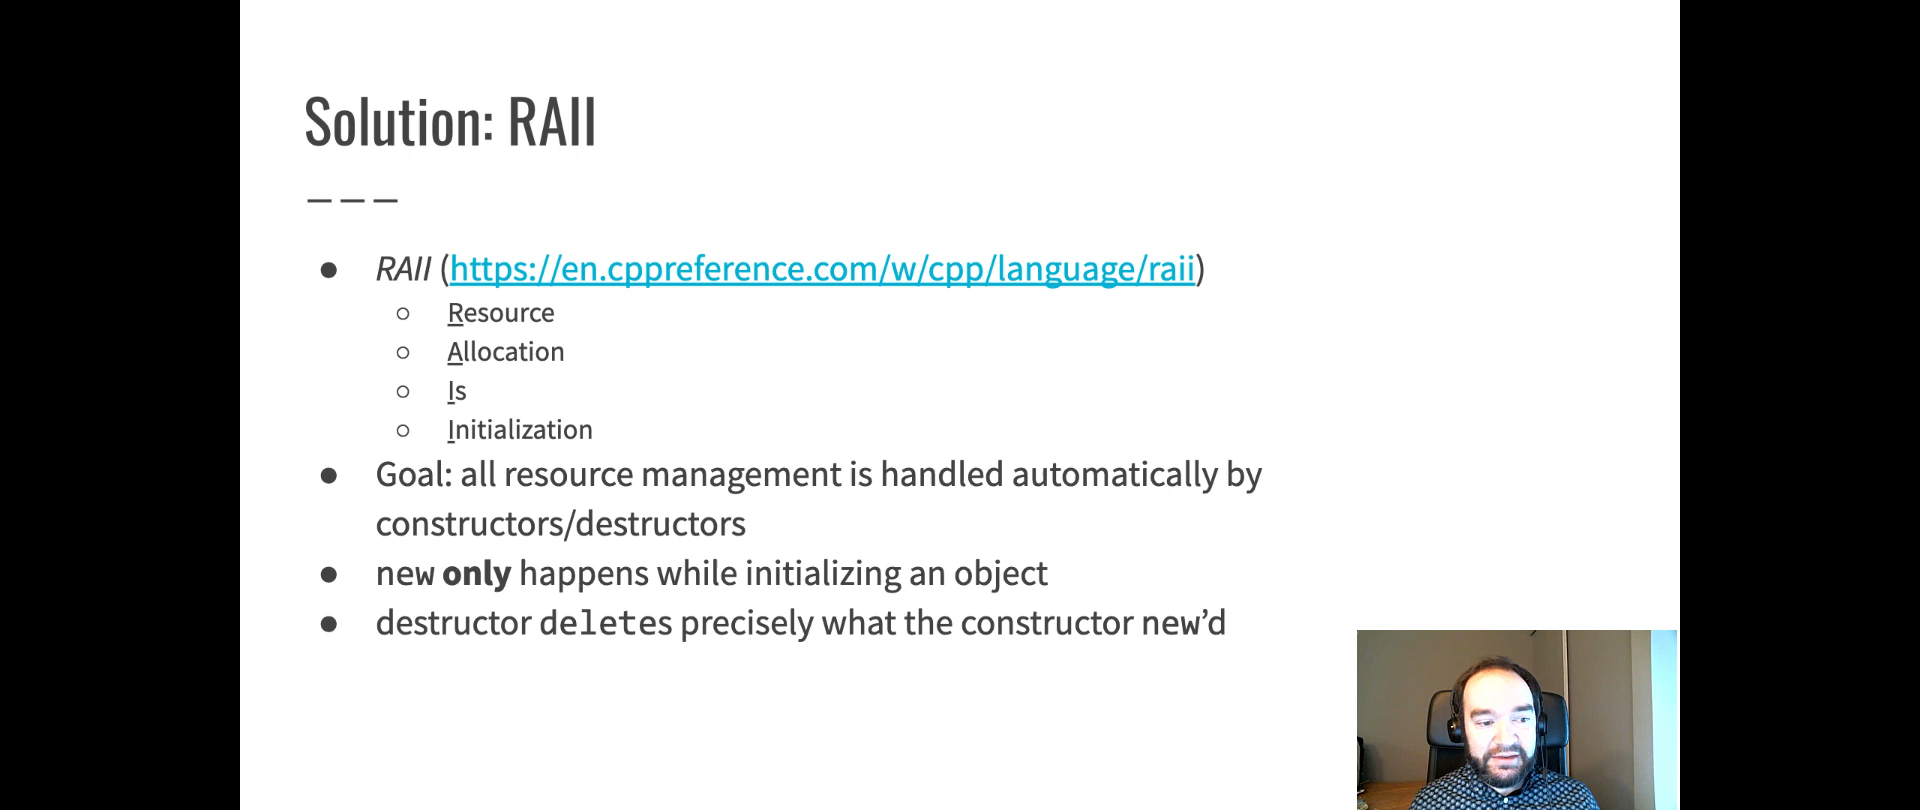 Solution: RAII
● RAII (https://en.cppreference.com/w/cpp/language/raii)
○ Resource
○ Allocation
○ Is
○ Initialization
● Goal: all resource management is handled automatically by
constructors/destructors
● new only happens while initializing an object
● destructor deletes precisely what the constructor new’d